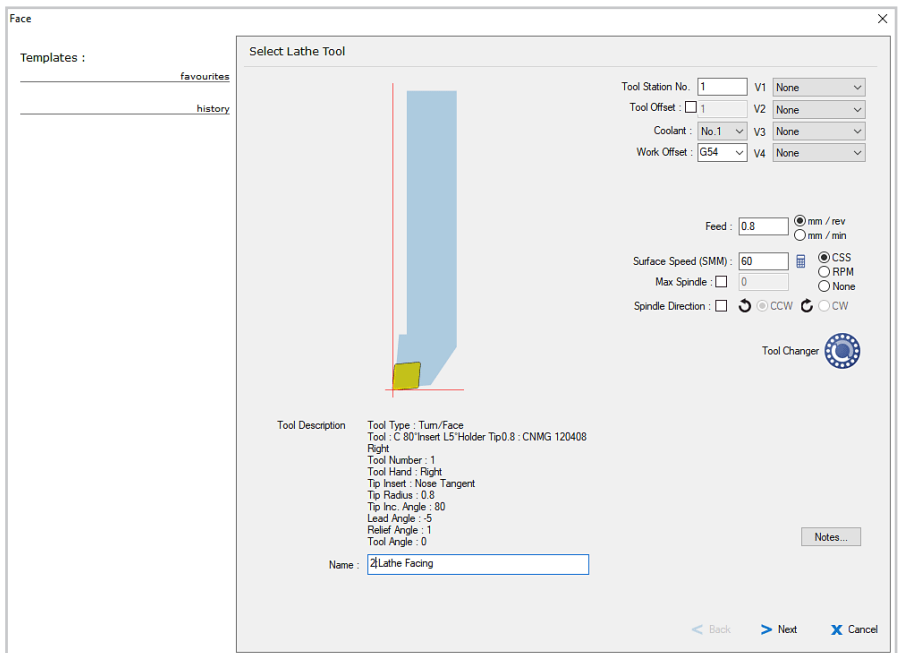 Face
Templates :
favourites
history
Select Lathe Tool
Tool Station No. 1 V1 None
Tool Offset : 1 V2 None
Coolant : No.1 V3 None
Work Offset : G54 V4 None
Feed : 0.8 mm / rev
mm / min
Surface Speed (SMM) : 60 CSS
RPM
Max Spindle : 0 None
Spindle Direction : CCW CW
Tool Changer
Tool Description
Tool Type : Turn/Face
Tool : C 80°Insert L5°Holder Tip0.8 : CNMG 120408
Right
Tool Number : 1
Tool Hand : Right
Tip Insert : Nose Tangent
Tip Radius : 0.8
Tip Inc. Angle : 80
Lead Angle : -5
Relief Angle : 1
Tool Angle : 0
Notes...
Name : 2:Lathe Facing
< Back > Next X Cancel